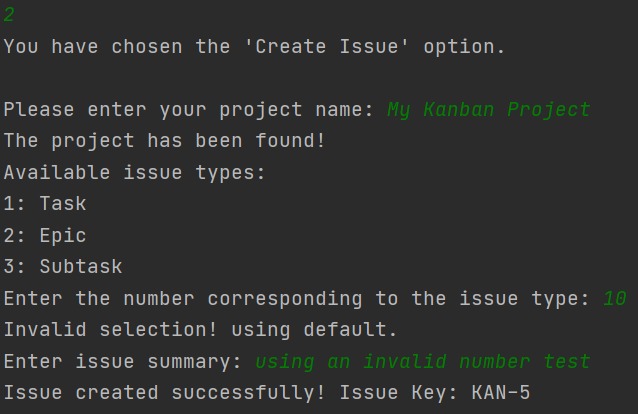 2
You have chosen the 'Create Issue' option.
Please enter your project name: My Kanban Project
The project has been found!
Available issue types:
1: Task
2: Epic
3: Subtask
Enter the number corresponding to the issue type: 10
Invalid selection! using default.
Enter issue summary: using an invalid number test
Issue created successfully! Issue Key: KAN-5